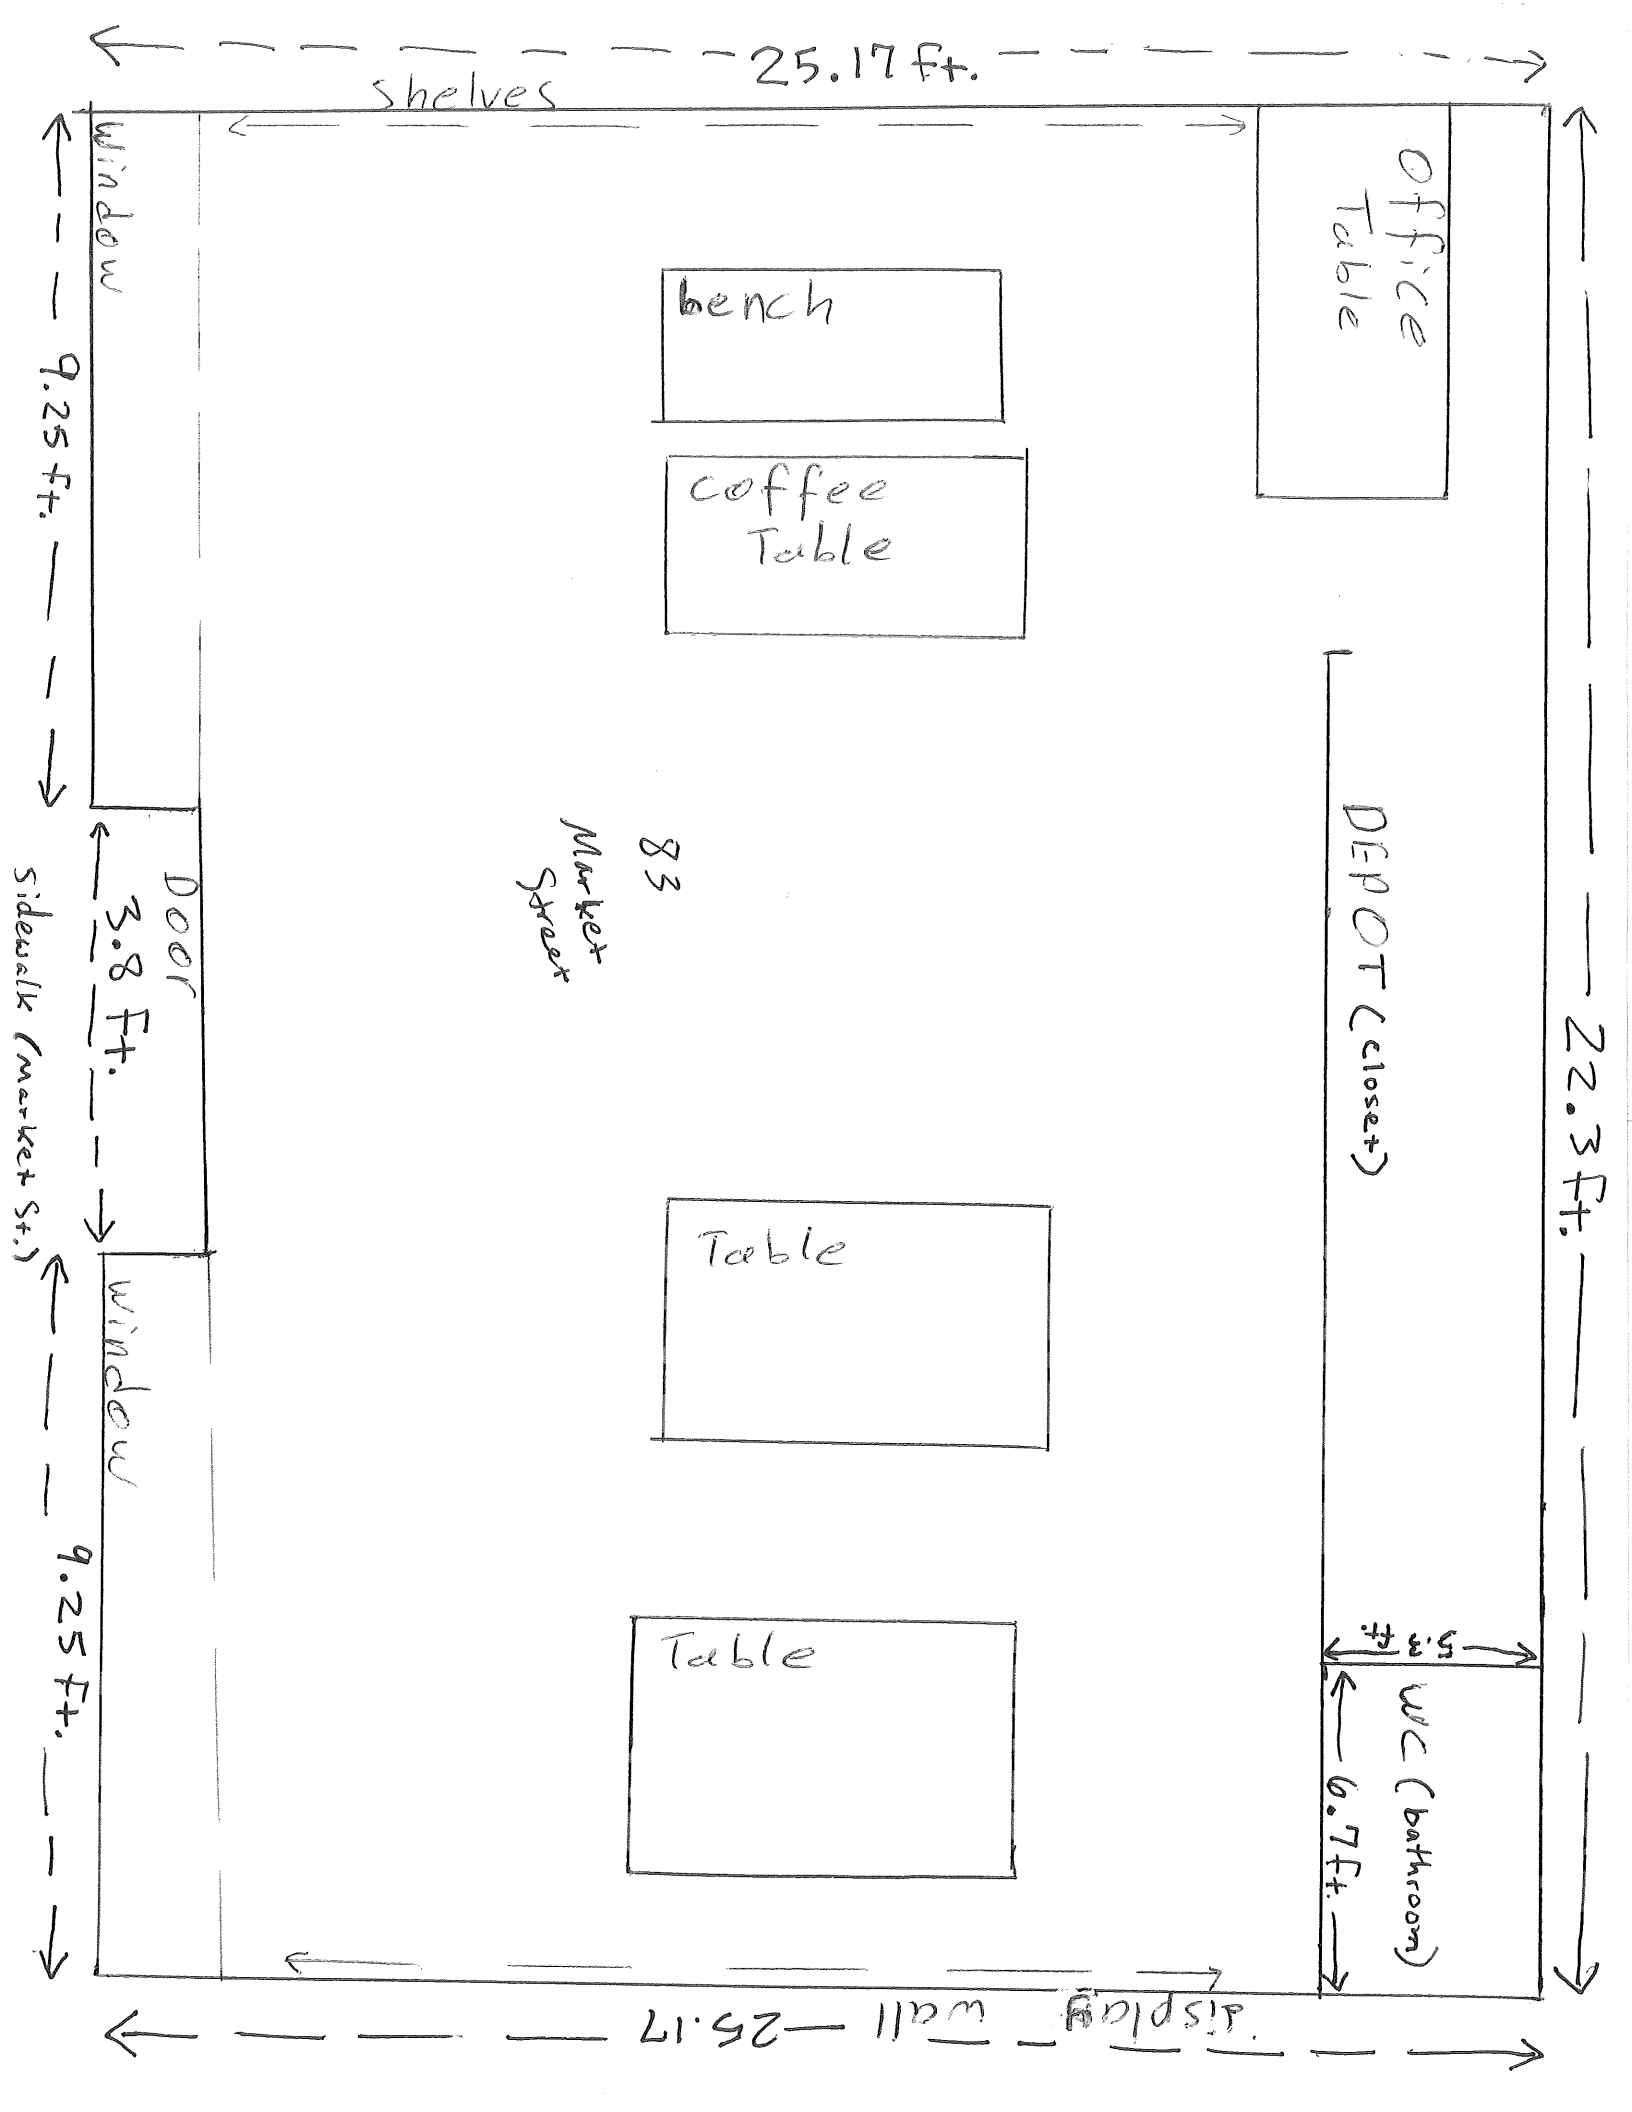 25.17 ft.
shelves
window
office
Table
bench
9.25 ft.
coffee
Table
83
Market
Street
DEPOT (closet)
Door
3.8 ft.
sidewalk (market St.)
22.3 ft.
Table
window
9.25 ft.
Table
5.3
ft.
WC (bathroom)
6.7 ft.
display wall
25.17